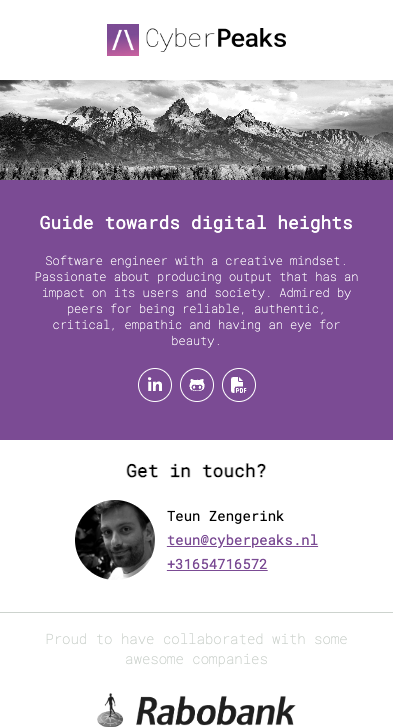 CyberPeaks
Guide towards digital heights
Software engineer with a creative mindset.
Passionate about producing output that has an
impact on its users and society. Admired by
peers for being reliable, authentic,
critical, empathic and having an eye for
beauty.
in
PDF
Get in touch?
Teun Zengerink
teun@cyberpeaks.nl
+31654716572
Proud to have collaborated with some
awesome companies
Rabobank